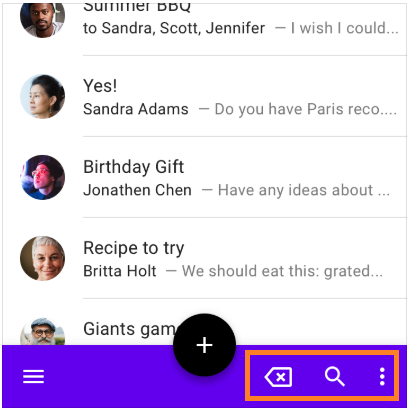 Summer BBQ
to Sandra, Scott, Jennifer — I wish I could...
Yes!
Sandra Adams — Do you have Paris reco....
Birthday Gift
Jonathen Chen — Have any ideas about ...
Recipe to try
Britta Holt — We should eat this: grated...
Giants gam